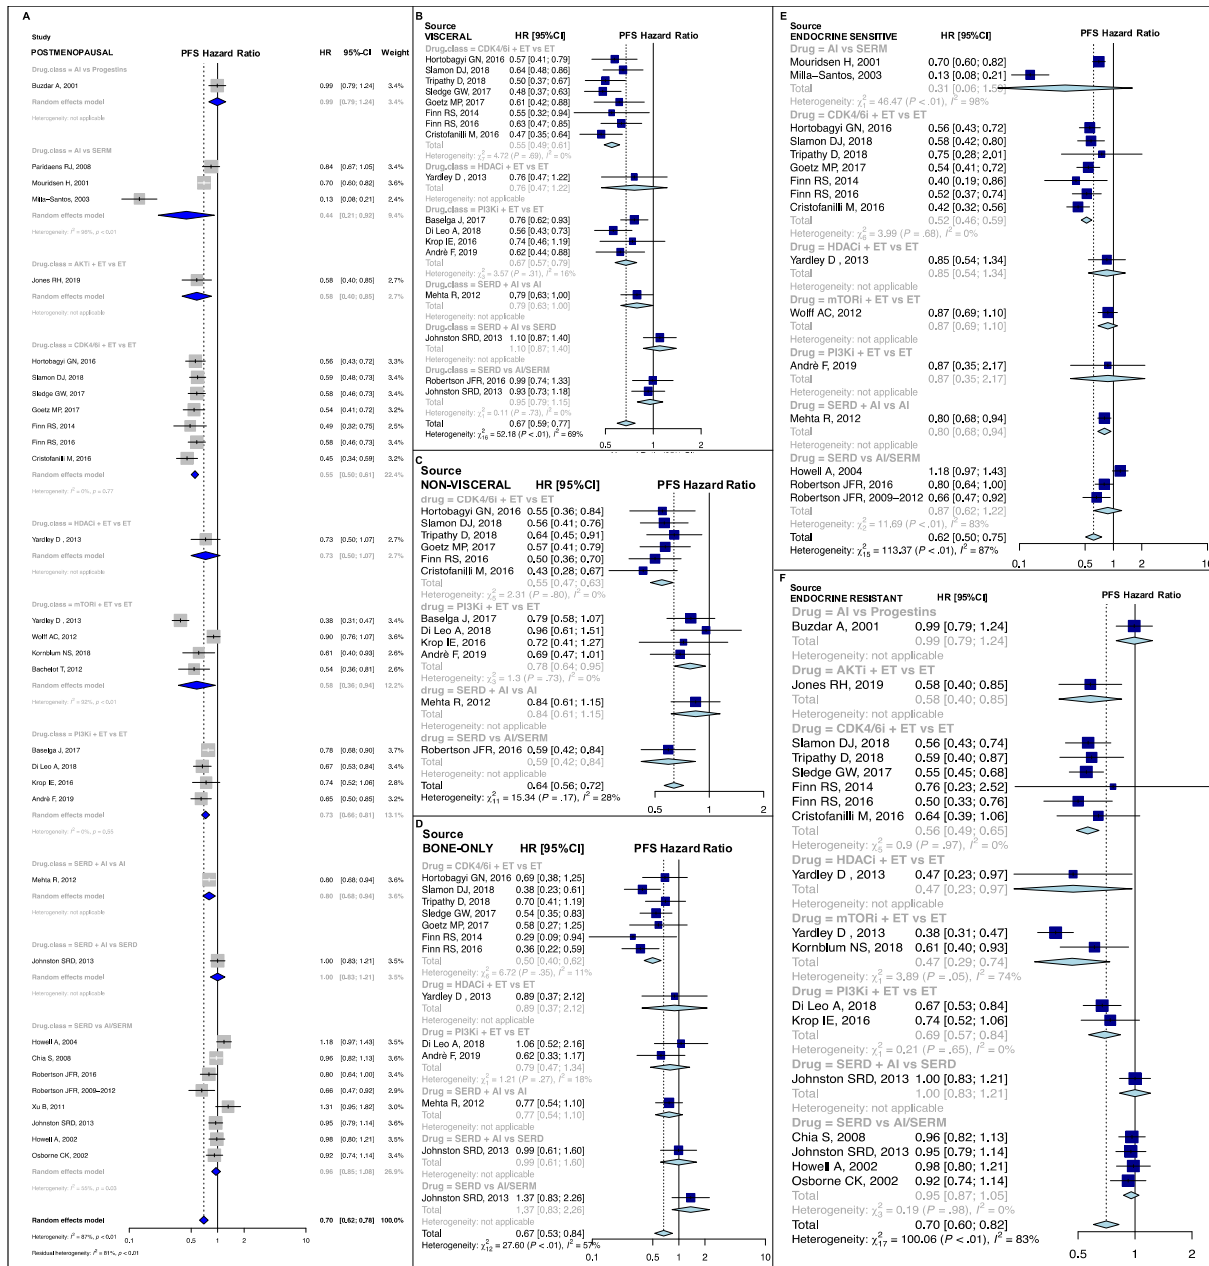 A
Study
PFS Hazard Ratio
POSTMENOPAUSAL HR 95%-CI Weight
Drug.class = AI vs Progestins
Buzdar A, 2001 0.99 [0.79; 1.24] 3.4%
Random effects model 0.99 [0.79; 1.24] 3.4%
Heterogeneity: not applicable
Drug.class = AI vs SERM
Paridaens RJ, 2008 0.84 [0.67; 1.05] 3.4%
Mouridsen H, 2001 0.70 [0.60; 0.82] 3.6%
Milla-Santos, 2003 0.13 [0.08; 0.21] 2.4%
Random effects model 0.44 [0.21; 0.92] 9.4%
Heterogeneity: I² = 96%, p < 0.01
Drug.class = AKTi + ET vs ET
Jones RH, 2019 0.58 [0.40; 0.85] 2.7%
Random effects model 0.58 [0.40; 0.85] 2.7%
Heterogeneity: not applicable
Drug.class = CDK4/6i + ET vs ET
Hortobagyi GN, 2016 0.56 [0.43; 0.72] 3.3%
Slamon DJ, 2018 0.59 [0.48; 0.73] 3.4%
Sledge GW, 2017 0.58 [0.46; 0.73] 3.4%
Goetz MP, 2017 0.54 [0.41; 0.72] 3.2%
Finn RS, 2014 0.49 [0.32; 0.75] 2.5%
Finn RS, 2016 0.58 [0.46; 0.73] 3.4%
Cristofanilli M, 2016 0.45 [0.34; 0.59] 3.2%
Random effects model 0.55 [0.50; 0.61] 22.4%
Heterogeneity: I² = 0%, p = 0.77
Drug.class = HDACi + ET vs ET
Yardley D , 2013 0.73 [0.50; 1.07] 2.7%
Random effects model 0.73 [0.50; 1.07] 2.7%
Heterogeneity: not applicable
Drug.class = mTORi + ET vs ET
Yardley D , 2013 0.38 [0.31; 0.47] 3.4%
Wolff AC, 2012 0.90 [0.76; 1.07] 3.6%
Kornblum NS, 2018 0.61 [0.40; 0.93] 2.6%
Bachelot T, 2012 0.54 [0.36; 0.81] 2.6%
Random effects model 0.58 [0.36; 0.94] 12.2%
Heterogeneity: I² = 92%, p < 0.01
Drug.class = PI3Ki + ET vs ET
Baselga J, 2017 0.78 [0.68; 0.90] 3.7%
Di Leo A, 2018 0.67 [0.53; 0.84] 3.4%
Krop IE, 2016 0.74 [0.52; 1.06] 2.8%
Andrè F, 2019 0.65 [0.50; 0.85] 3.2%
Random effects model 0.73 [0.66; 0.81] 13.1%
Heterogeneity: I² = 0%, p = 0.55
Drug.class = SERD + AI vs AI
Mehta R, 2012 0.80 [0.68; 0.94] 3.6%
Random effects model 0.80 [0.68; 0.94] 3.6%
Heterogeneity: not applicable
Drug.class = SERD + AI vs SERD
Johnston SRD, 2013 1.00 [0.83; 1.21] 3.5%
Random effects model 1.00 [0.83; 1.21] 3.5%
Heterogeneity: not applicable
Drug.class = SERD vs AI/SERM
Howell A, 2004 1.18 [0.97; 1.43] 3.5%
Chia S, 2008 0.96 [0.82; 1.13] 3.6%
Robertson JFR, 2016 0.80 [0.64; 1.00] 3.4%
Robertson JFR, 2009-2012 0.66 [0.47; 0.92] 2.9%
Xu B, 2011 1.31 [0.95; 1.82] 3.0%
Johnston SRD, 2013 0.95 [0.79; 1.14] 3.5%
Howell A, 2002 0.98 [0.80; 1.21] 3.5%
Osborne CK, 2002 0.92 [0.74; 1.14] 3.4%
Random effects model 0.96 [0.85; 1.08] 26.9%
Heterogeneity: I² = 55%, p = 0.03
Random effects model 0.70 [0.62; 0.78] 100.0%
Heterogeneity: I² = 87%, p < 0.01
Residual heterogeneity: I² = 81%, p < 0.01
0.1 0.5 1 2 10
B
Source
VISCERAL HR [95%CI] PFS Hazard Ratio
Drug.class = CDK4/6i + ET vs ET
Hortobagyi GN, 2016 0.57 [0.41; 0.79]
Slamon DJ, 2018 0.64 [0.48; 0.86]
Tripathy D, 2018 0.50 [0.37; 0.67]
Sledge GW, 2017 0.48 [0.37; 0.63]
Goetz MP, 2017 0.61 [0.42; 0.88]
Finn RS, 2014 0.55 [0.32; 0.94]
Finn RS, 2016 0.63 [0.47; 0.85]
Cristofanilli M, 2016 0.47 [0.35; 0.64]
Total 0.55 [0.49; 0.61]
Heterogeneity: χ²₇ = 4.72 (P = .69), I² = 0%
Drug.class = HDACi + ET vs ET
Yardley D , 2013 0.76 [0.47; 1.22]
Total 0.76 [0.47; 1.22]
Heterogeneity: not applicable
Drug.class = PI3Ki + ET vs ET
Baselga J, 2017 0.76 [0.62; 0.93]
Di Leo A, 2018 0.56 [0.43; 0.73]
Krop IE, 2016 0.74 [0.46; 1.19]
Andrè F, 2019 0.62 [0.44; 0.88]
Total 0.67 [0.57; 0.79]
Heterogeneity: χ²₃ = 3.57 (P = .31), I² = 16%
Drug.class = SERD + AI vs AI
Mehta R, 2012 0.79 [0.63; 1.00]
Total 0.79 [0.63; 1.00]
Heterogeneity: not applicable
Drug.class = SERD + AI vs SERD
Johnston SRD, 2013 1.10 [0.87; 1.40]
Total 1.10 [0.87; 1.40]
Heterogeneity: not applicable
Drug.class = SERD vs AI/SERM
Robertson JFR, 2016 0.99 [0.74; 1.33]
Johnston SRD, 2013 0.93 [0.73; 1.18]
Total 0.95 [0.79; 1.15]
Heterogeneity: χ²₁ = 0.11 (P = .73), I² = 0%
Total 0.67 [0.59; 0.77]
Heterogeneity: χ²₁₆ = 52.18 (P < .01), I² = 69%
0.5 1 2
C
Source
NON-VISCERAL HR [95%CI] PFS Hazard Ratio
drug = CDK4/6i + ET vs ET
Hortobagyi GN, 2016 0.55 [0.36; 0.84]
Slamon DJ, 2018 0.56 [0.41; 0.76]
Tripathy D, 2018 0.64 [0.45; 0.91]
Goetz MP, 2017 0.57 [0.41; 0.79]
Finn RS, 2016 0.50 [0.36; 0.70]
Cristofanilli M, 2016 0.43 [0.28; 0.67]
Total 0.55 [0.47; 0.63]
Heterogeneity: χ²₅ = 2.31 (P = .80), I² = 0%
drug = PI3Ki + ET vs ET
Baselga J, 2017 0.79 [0.58; 1.07]
Di Leo A, 2018 0.96 [0.61; 1.51]
Krop IE, 2016 0.72 [0.41; 1.27]
Andrè F, 2019 0.69 [0.47; 1.01]
Total 0.78 [0.64; 0.95]
Heterogeneity: χ²₃ = 1.3 (P = .73), I² = 0%
drug = SERD + AI vs AI
Mehta R, 2012 0.84 [0.61; 1.15]
Total 0.84 [0.61; 1.15]
Heterogeneity: not applicable
drug = SERD vs AI/SERM
Robertson JFR, 2016 0.59 [0.42; 0.84]
Total 0.59 [0.42; 0.84]
Heterogeneity: not applicable
Total 0.64 [0.56; 0.72]
Heterogeneity: χ²₁₁ = 15.34 (P = .17), I² = 28%
0.5 1 2
D
Source
BONE-ONLY HR [95%CI] PFS Hazard Ratio
Drug = CDK4/6i + ET vs ET
Hortobagyi GN, 2016 0.69 [0.38; 1.25]
Slamon DJ, 2018 0.38 [0.23; 0.61]
Tripathy D, 2018 0.70 [0.41; 1.19]
Sledge GW, 2017 0.54 [0.35; 0.83]
Goetz MP, 2017 0.58 [0.27; 1.25]
Finn RS, 2014 0.29 [0.09; 0.94]
Finn RS, 2016 0.36 [0.22; 0.59]
Total 0.50 [0.40; 0.62]
Heterogeneity: χ²₆ = 6.72 (P = .35), I² = 11%
Drug = HDACi + ET vs ET
Yardley D , 2013 0.89 [0.37; 2.12]
Total 0.89 [0.37; 2.12]
Heterogeneity: not applicable
Drug = PI3Ki + ET vs ET
Di Leo A, 2018 1.06 [0.52; 2.16]
Andrè F, 2019 0.62 [0.33; 1.17]
Total 0.79 [0.47; 1.34]
Heterogeneity: χ²₁ = 1.21 (P = .27), I² = 18%
Drug = SERD + AI vs AI
Mehta R, 2012 0.77 [0.54; 1.10]
Total 0.77 [0.54; 1.10]
Heterogeneity: not applicable
Drug = SERD + AI vs SERD
Johnston SRD, 2013 0.99 [0.61; 1.60]
Total 0.99 [0.61; 1.60]
Heterogeneity: not applicable
Drug = SERD vs AI/SERM
Johnston SRD, 2013 1.37 [0.83; 2.26]
Total 1.37 [0.83; 2.26]
Heterogeneity: not applicable
Total 0.67 [0.53; 0.84]
Heterogeneity: χ²₁₂ = 27.60 (P < .01), I² = 57%
0.1 0.5 1 2 10
E
Source
ENDOCRINE SENSITIVE HR [95%CI] PFS Hazard Ratio
Drug = AI vs SERM
Mouridsen H, 2001 0.70 [0.60; 0.82]
Milla-Santos, 2003 0.13 [0.08; 0.21]
Total 0.31 [0.06; 1.59]
Heterogeneity: χ²₁ = 46.47 (P < .01), I² = 98%
Drug = CDK4/6i + ET vs ET
Hortobagyi GN, 2016 0.56 [0.43; 0.72]
Slamon DJ, 2018 0.58 [0.42; 0.80]
Tripathy D, 2018 0.75 [0.28; 2.01]
Goetz MP, 2017 0.54 [0.41; 0.72]
Finn RS, 2014 0.40 [0.19; 0.86]
Finn RS, 2016 0.52 [0.37; 0.74]
Cristofanilli M, 2016 0.42 [0.32; 0.56]
Total 0.52 [0.46; 0.59]
Heterogeneity: χ²₆ = 3.99 (P = .68), I² = 0%
Drug = HDACi + ET vs ET
Yardley D , 2013 0.85 [0.54; 1.34]
Total 0.85 [0.54; 1.34]
Heterogeneity: not applicable
Drug = mTORi + ET vs ET
Wolff AC, 2012 0.87 [0.69; 1.10]
Total 0.87 [0.69; 1.10]
Heterogeneity: not applicable
Drug = PI3Ki + ET vs ET
Andrè F, 2019 0.87 [0.35; 2.17]
Total 0.87 [0.35; 2.17]
Heterogeneity: not applicable
Drug = SERD + AI vs AI
Mehta R, 2012 0.80 [0.68; 0.94]
Total 0.80 [0.68; 0.94]
Heterogeneity: not applicable
Drug = SERD vs AI/SERM
Howell A, 2004 1.18 [0.97; 1.43]
Robertson JFR, 2016 0.80 [0.64; 1.00]
Robertson JFR, 2009-2012 0.66 [0.47; 0.92]
Total 0.87 [0.62; 1.22]
Heterogeneity: χ²₂ = 11.69 (P < .01), I² = 83%
Total 0.62 [0.50; 0.75]
Heterogeneity: χ²₁₅ = 113.37 (P < .01), I² = 87%
0.1 0.5 1 2 10
F
Source
ENDOCRINE RESISTANT HR [95%CI] PFS Hazard Ratio
Drug = AI vs Progestins
Buzdar A, 2001 0.99 [0.79; 1.24]
Total 0.99 [0.79; 1.24]
Heterogeneity: not applicable
Drug = AKTi + ET vs ET
Jones RH, 2019 0.58 [0.40; 0.85]
Total 0.58 [0.40; 0.85]
Heterogeneity: not applicable
Drug = CDK4/6i + ET vs ET
Slamon DJ, 2018 0.56 [0.43; 0.74]
Tripathy D, 2018 0.59 [0.40; 0.87]
Sledge GW, 2017 0.55 [0.45; 0.68]
Finn RS, 2014 0.76 [0.23; 2.52]
Finn RS, 2016 0.50 [0.33; 0.76]
Cristofanilli M, 2016 0.64 [0.39; 1.06]
Total 0.56 [0.49; 0.65]
Heterogeneity: χ²₅ = 0.9 (P = .97), I² = 0%
Drug = HDACi + ET vs ET
Yardley D , 2013 0.47 [0.23; 0.97]
Total 0.47 [0.23; 0.97]
Heterogeneity: not applicable
Drug = mTORi + ET vs ET
Yardley D , 2013 0.38 [0.31; 0.47]
Kornblum NS, 2018 0.61 [0.40; 0.93]
Total 0.47 [0.29; 0.74]
Heterogeneity: χ²₁ = 3.89 (P = .05), I² = 74%
Drug = PI3Ki + ET vs ET
Di Leo A, 2018 0.67 [0.53; 0.84]
Krop IE, 2016 0.74 [0.52; 1.06]
Total 0.69 [0.57; 0.84]
Heterogeneity: χ²₁ = 0.21 (P = .65), I² = 0%
Drug = SERD + AI vs SERD
Johnston SRD, 2013 1.00 [0.83; 1.21]
Total 1.00 [0.83; 1.21]
Heterogeneity: not applicable
Drug = SERD vs AI/SERM
Chia S, 2008 0.96 [0.82; 1.13]
Johnston SRD, 2013 0.95 [0.79; 1.14]
Howell A, 2002 0.98 [0.80; 1.21]
Osborne CK, 2002 0.92 [0.74; 1.14]
Total 0.95 [0.87; 1.05]
Heterogeneity: χ²₃ = 0.19 (P = .98), I² = 0%
Total 0.70 [0.60; 0.82]
Heterogeneity: χ²₁₇ = 100.06 (P < .01), I² = 83%
0.5 1 2